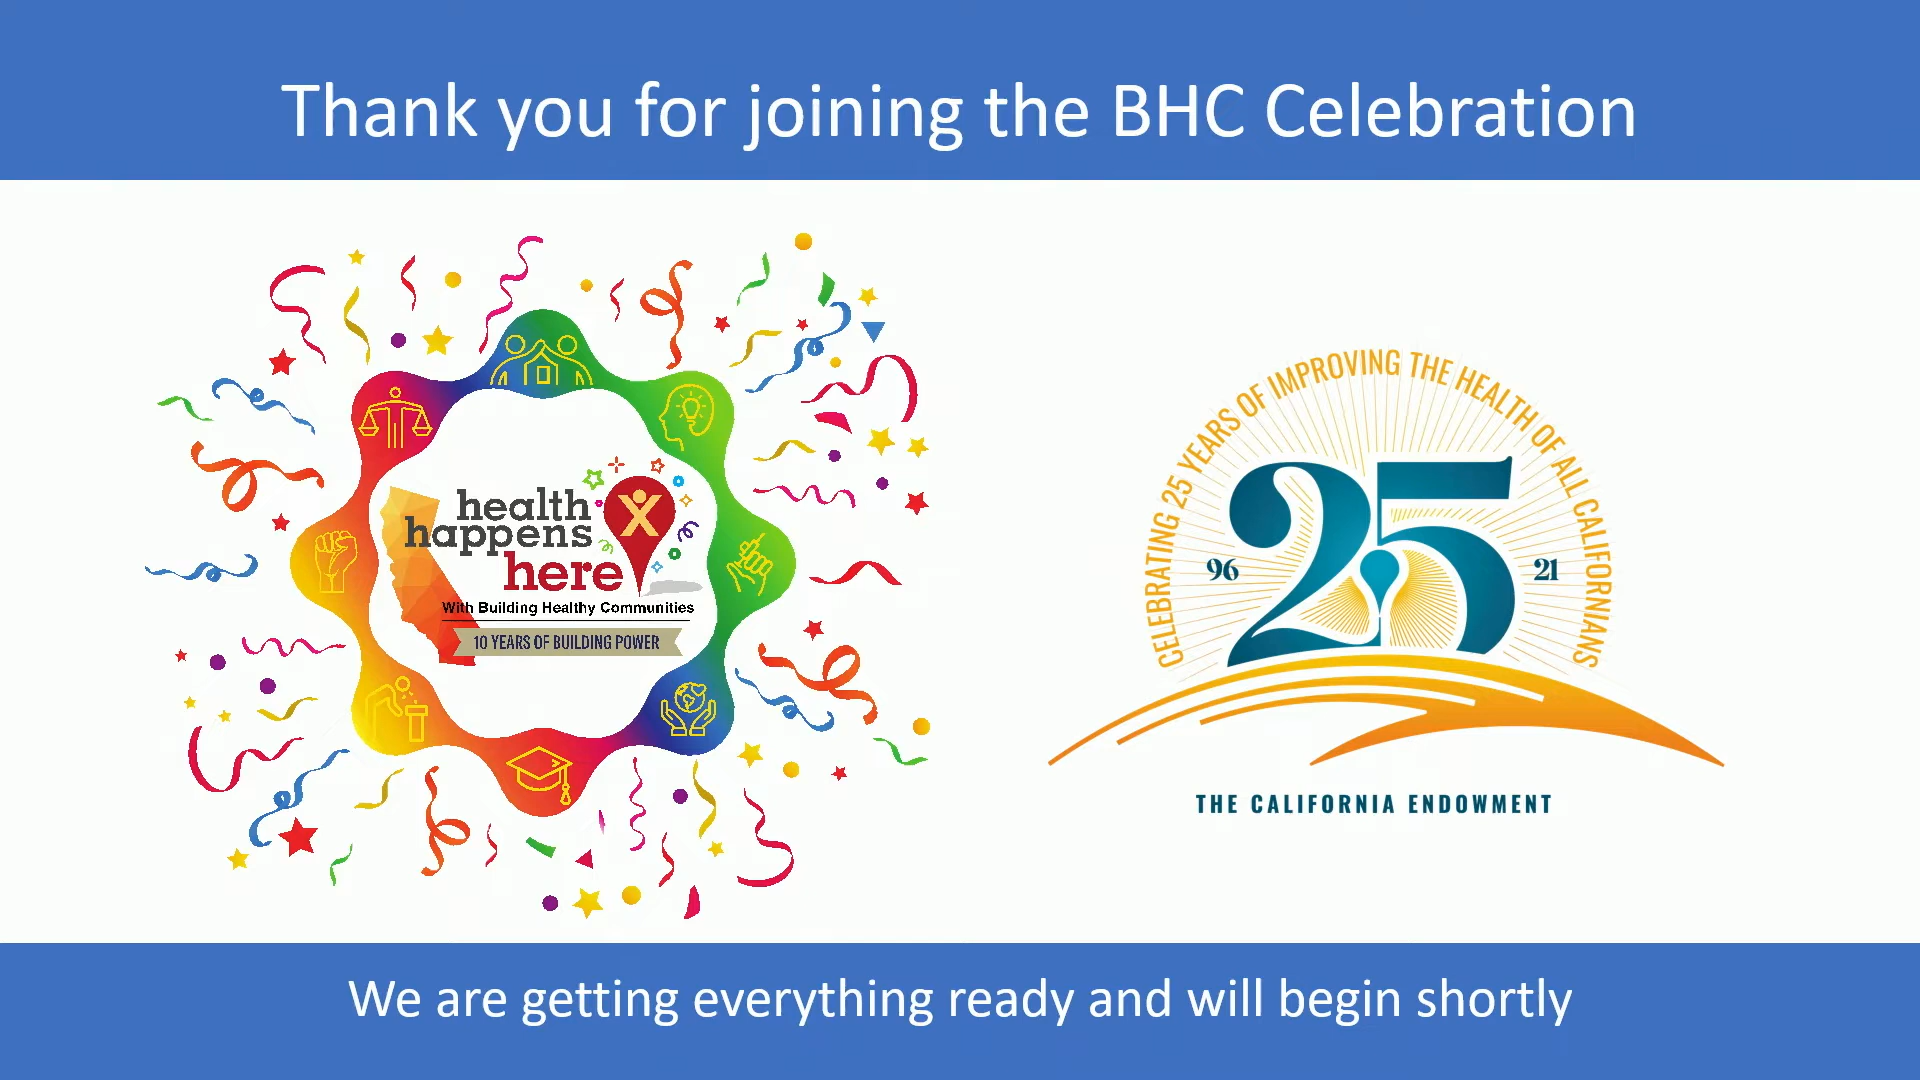 Thank you for joining the BHC Celebration
health
happens
here
With Building Healthy Communities
10 YEARS OF BUILDING POWER
CELEBRATING 25 YEARS OF IMPROVING THE HEALTH OF ALL CALIFORNIANS
96
25
21
THE CALIFORNIA ENDOWMENT
We are getting everything ready and will begin shortly